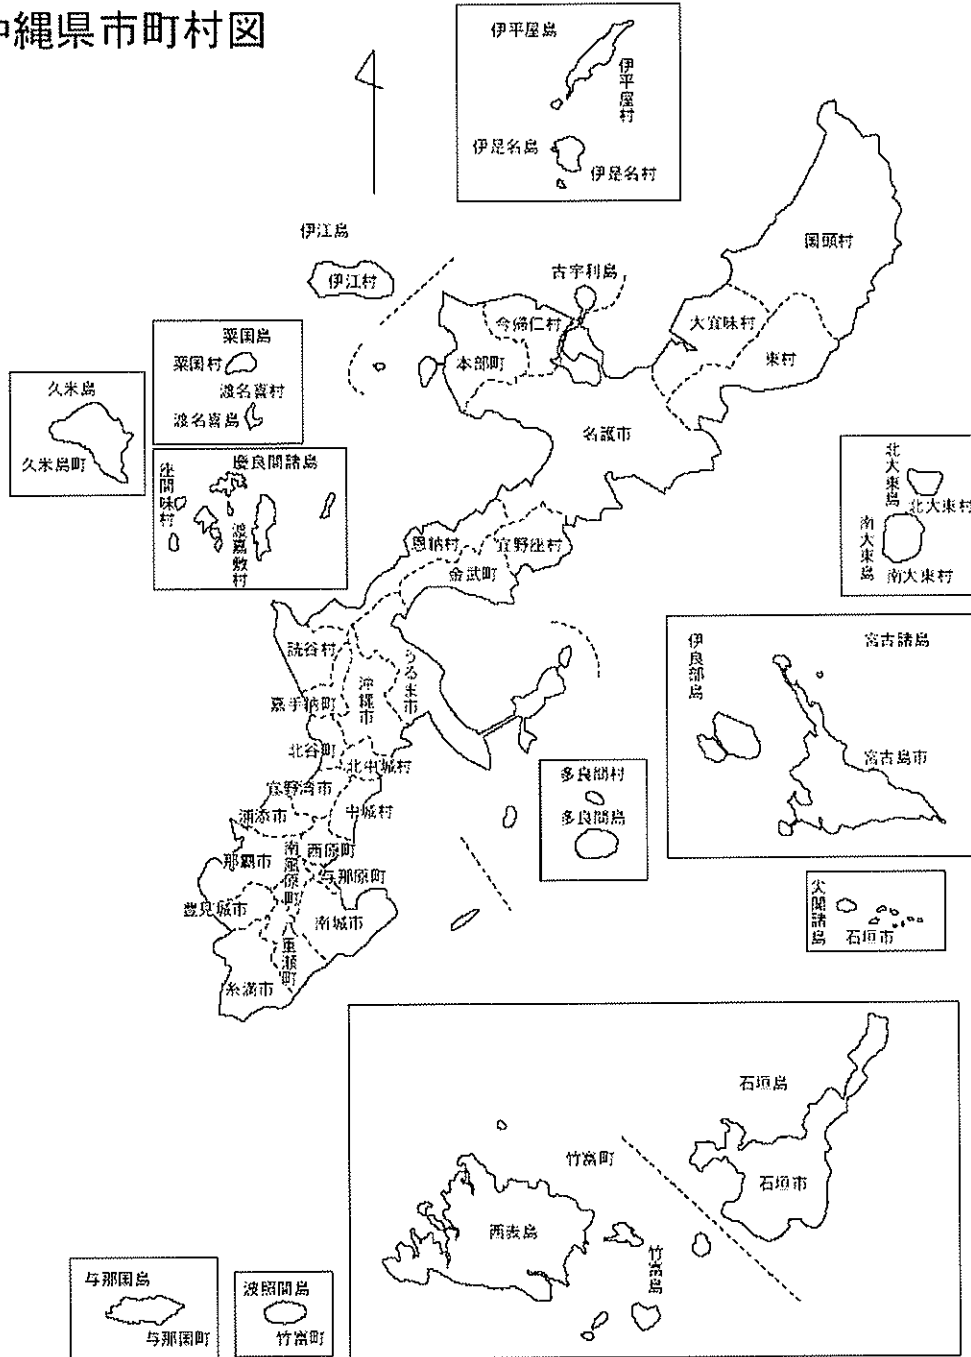 沖縄県市町村図
伊平屋島
伊平屋村
伊是名島
伊是名村
国頭村
伊江島
伊江村
古宇利島
大宜味村
今帰仁村
本部町
東村
名護市
粟国島
粟国村
渡名喜村
渡名喜島
久米島
久米島町
慶良間諸島
座間味村
渡嘉敷村
北大東島
北大東村
南大東島
南大東村
恩納村
宜野座村
金武町
読谷村
うるま市
沖縄市
嘉手納町
北谷町
北中城村
宜野湾市
中城村
浦添市
西原町
南風原町
那覇市
与那原町
豊見城市
南城市
八重瀬町
糸満市
伊良部島
宮古諸島
宮古島市
多良間村
多良間島
尖閣諸島
石垣市
石垣島
竹富町
石垣市
西表島
竹富島
与那国島
与那国町
波照間島
竹富町